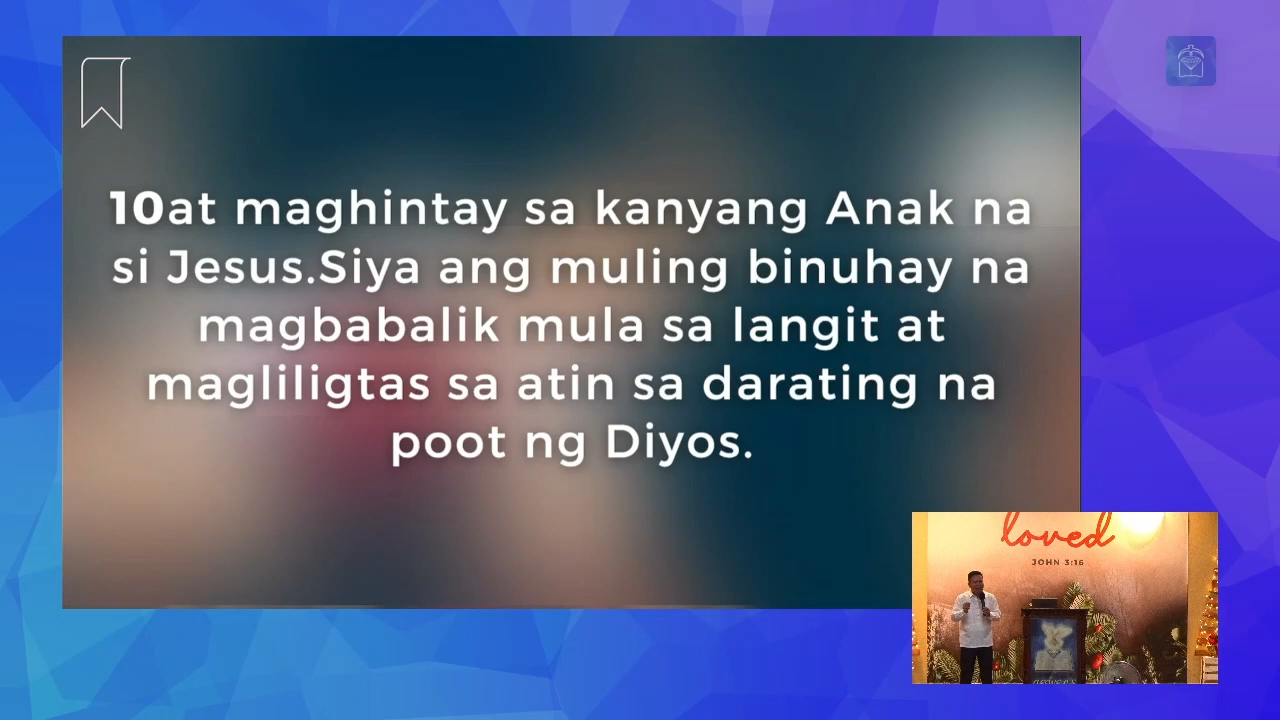 10at maghintay sa kanyang Anak na
si Jesus.Siya ang muling binuhay na
magbabalik mula sa langit at
magliligtas sa atin sa darating na
poot ng Diyos.
loved
JOHN 3:16